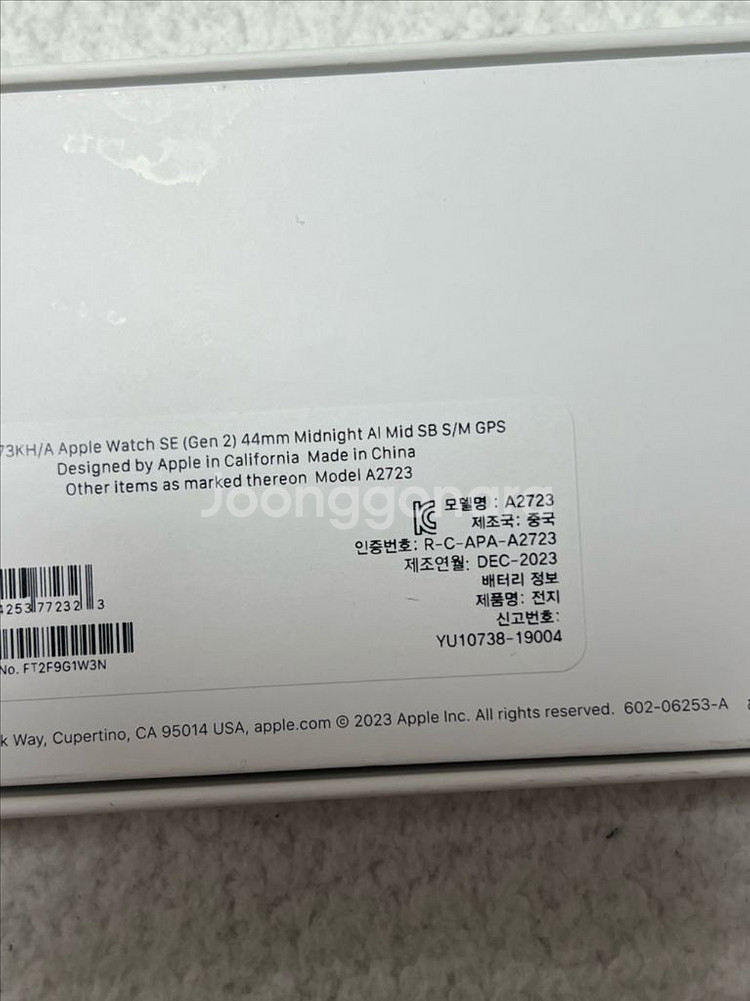 73KH/A Apple Watch SE (Gen 2) 44mm Midnight Al Mid SB S/M GPS
Designed by Apple in California Made in China
Other items as marked thereon Model A2723
Joonggonara
모델명 : A2723
제조국: 중국
인증번호: R-C-APA-A2723
제조연월: DEC-2023
배터리 정보
제품명: 전지
신고번호:
YU10738-19004
425377232 3
No. FT2F9G1W3N
k Way, Cupertino, CA 95014 USA, apple.com © 2023 Apple Inc. All rights reserved. 602-06253-A